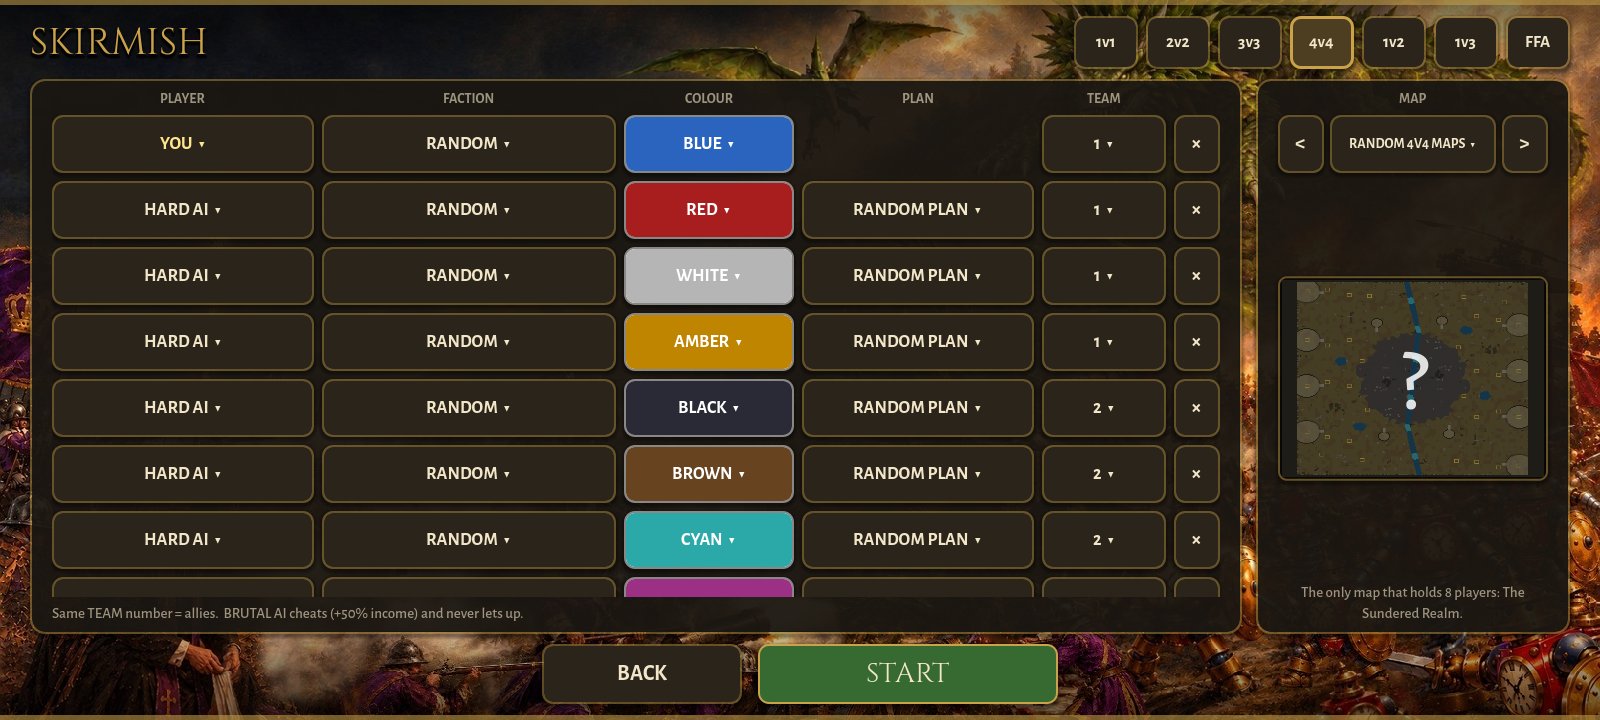 SKIRMISH
1v1 2v2 3v3 4v4 1v2 1v3 FFA
PLAYER FACTION COLOUR PLAN TEAM MAP
YOU ▾ RANDOM ▾ BLUE ▾ 1 ▾ × < RANDOM 4V4 MAPS ▾ >
HARD AI ▾ RANDOM ▾ RED ▾ RANDOM PLAN ▾ 1 ▾ ×
HARD AI ▾ RANDOM ▾ WHITE ▾ RANDOM PLAN ▾ 1 ▾ ×
HARD AI ▾ RANDOM ▾ AMBER ▾ RANDOM PLAN ▾ 1 ▾ ×
?
HARD AI ▾ RANDOM ▾ BLACK ▾ RANDOM PLAN ▾ 2 ▾ ×
HARD AI ▾ RANDOM ▾ BROWN ▾ RANDOM PLAN ▾ 2 ▾ ×
HARD AI ▾ RANDOM ▾ CYAN ▾ RANDOM PLAN ▾ 2 ▾ ×
Same TEAM number = allies.  BRUTAL AI cheats (+50% income) and never lets up.
The only map that holds 8 players: The
Sundered Realm.
BACK START